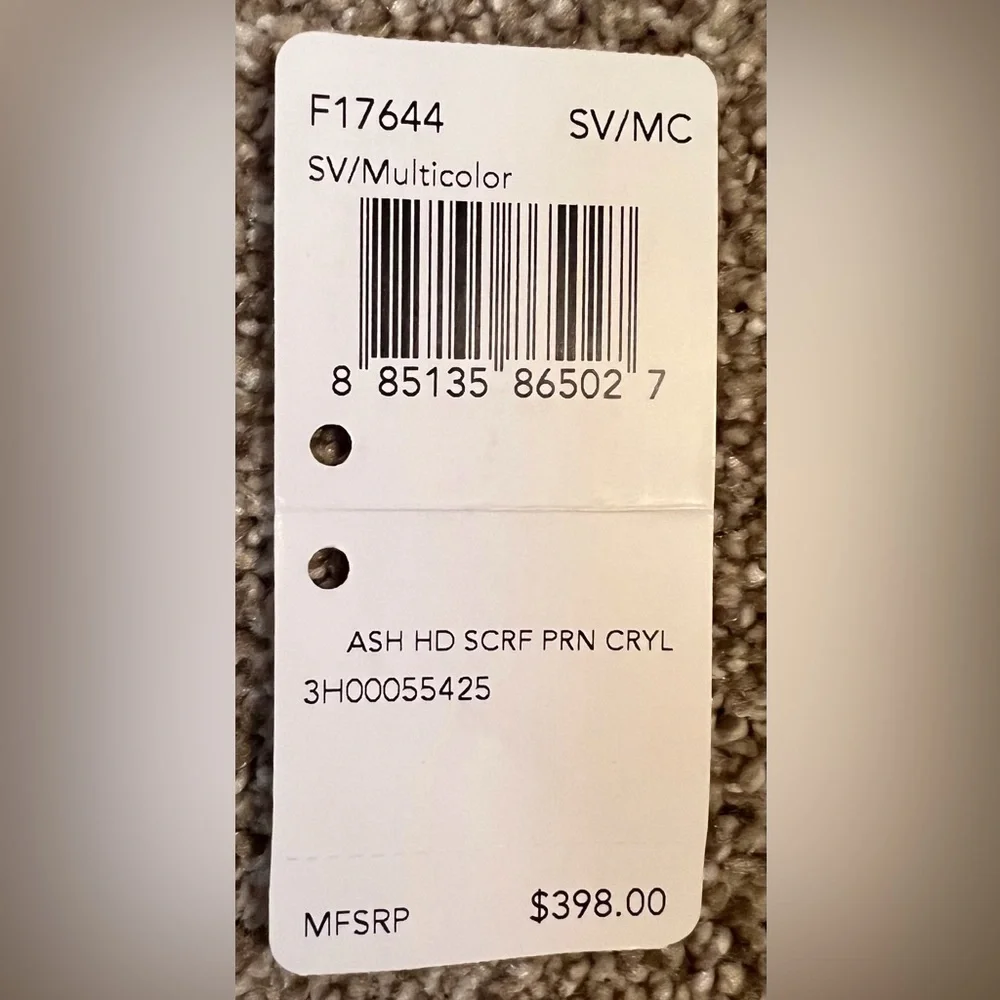 F17644 SV/MC
SV/Multicolor
8 85135 86502 7
ASH HD SCRF PRN CRYL
3H00055425
MFSRP $398.00